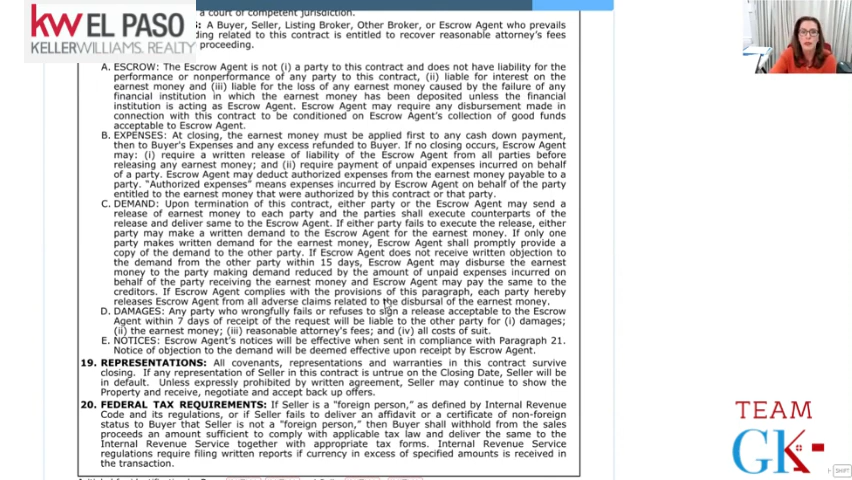 a court of competent jurisdiction.
kw EL PASO
KELLERWILLIAMS. REALTY
S: A Buyer, Seller, Listing Broker, Other Broker, or Escrow Agent who prevails
ding related to this contract is entitled to recover reasonable attorney's fees
proceeding.
A. ESCROW: The Escrow Agent is not (i) a party to this contract and does not have liability for the
performance or nonperformance of any party to this contract, (ii) liable for interest on the
earnest money and (iii) liable for the loss of any earnest money caused by the failure of any
financial institution in which the earnest money has been deposited unless the financial
institution is acting as Escrow Agent. Escrow Agent may require any disbursement made in
connection with this contract to be conditioned on Escrow Agent's collection of good funds
acceptable to Escrow Agent.
B. EXPENSES: At closing, the earnest money must be applied first to any cash down payment,
then to Buyer's Expenses and any excess refunded to Buyer. If no closing occurs, Escrow Agent
may: (i) require a written release of liability of the Escrow Agent from all parties before
releasing any earnest money; and (ii) require payment of unpaid expenses incurred on behalf
of a party. Escrow Agent may deduct authorized expenses from the earnest money payable to a
party. "Authorized expenses" means expenses incurred by Escrow Agent on behalf of the party
entitled to the earnest money that were authorized by this contract or that party.
C. DEMAND: Upon termination of this contract, either party or the Escrow Agent may send a
release of earnest money to each party and the parties shall execute counterparts of the
release and deliver same to the Escrow Agent. If either party fails to execute the release, either
party may make a written demand to the Escrow Agent for the earnest money. If only one
party makes written demand for the earnest money, Escrow Agent shall promptly provide a
copy of the demand to the other party. If Escrow Agent does not receive written objection to
the demand from the other party within 15 days, Escrow Agent may disburse the earnest
money to the party making demand reduced by the amount of unpaid expenses incurred on
behalf of the party receiving the earnest money and Escrow Agent may pay the same to the
creditors. If Escrow Agent complies with the provisions of this paragraph, each party hereby
releases Escrow Agent from all adverse claims related to the disbursal of the earnest money.
D. DAMAGES: Any party who wrongfully fails or refuses to sign a release acceptable to the Escrow
Agent within 7 days of receipt of the request will be liable to the other party for (i) damages;
(ii) the earnest money; (iii) reasonable attorney's fees; and (iv) all costs of suit.
E. NOTICES: Escrow Agent's notices will be effective when sent in compliance with Paragraph 21.
Notice of objection to the demand will be deemed effective upon receipt by Escrow Agent.
19. REPRESENTATIONS: All covenants, representations and warranties in this contract survive
closing. If any representation of Seller in this contract is untrue on the Closing Date, Seller will be
in default. Unless expressly prohibited by written agreement, Seller may continue to show the
Property and receive, negotiate and accept back up offers.
20. FEDERAL TAX REQUIREMENTS: If Seller is a "foreign person," as defined by Internal Revenue
Code and its regulations, or if Seller fails to deliver an affidavit or a certificate of non-foreign
status to Buyer that Seller is not a "foreign person," then Buyer shall withhold from the sales
proceeds an amount sufficient to comply with applicable tax law and deliver the same to the
Internal Revenue Service together with appropriate tax forms. Internal Revenue Service
regulations require filing written reports if currency in excess of specified amounts is received in
the transaction.
TEAM
GK
SHIFT